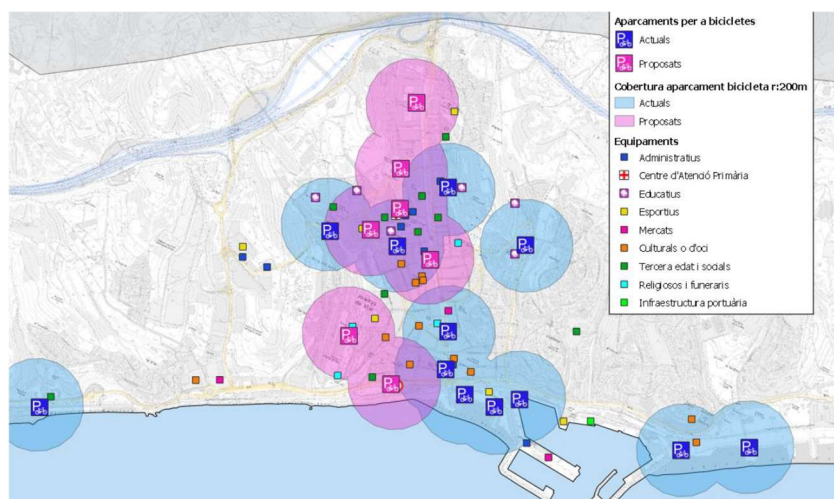 Aparcaments per a bicicletes
Actuals
Proposats
Cobertura aparcament bicicleta r:200m
Actuals
Proposats
Equipaments
Administratius
Centre d'Atenció Primària
Educatius
Esportius
Mercats
Culturals o d'oci
Tercera edat i socials
Religiosos i funeraris
Infraestructura portuària